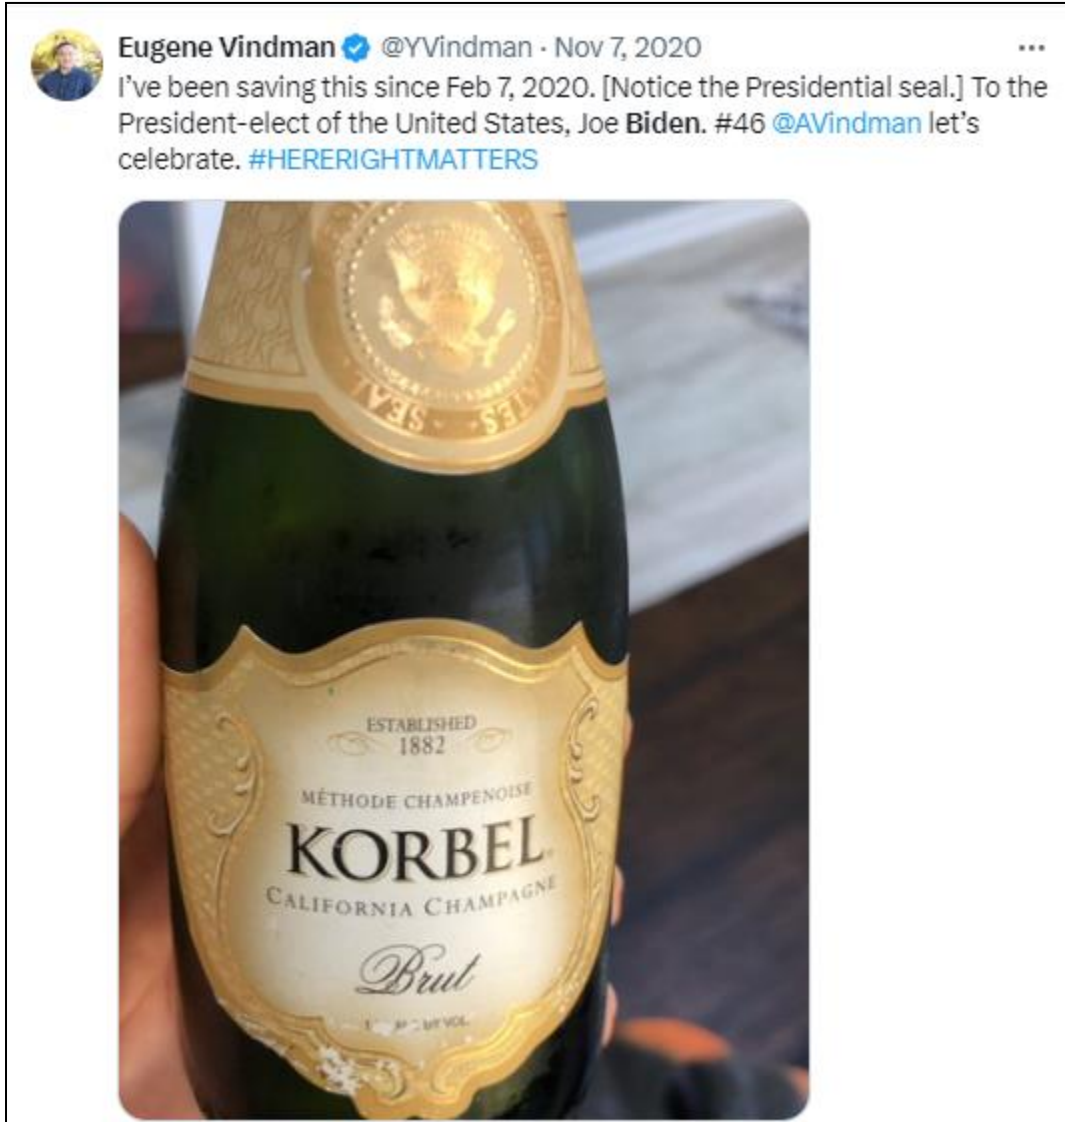 Eugene Vindman @YVindman · Nov 7, 2020
I've been saving this since Feb 7, 2020. [Notice the Presidential seal.] To the
President-elect of the United States, Joe Biden. #46 @AVindman let's
celebrate. #HERERIGHTMATTERS
SEAL
ESTABLISHED
1882
MÉTHODE CHAMPENOISE
KORBEL
CALIFORNIA CHAMPAGNE
Brut
BY VOL.